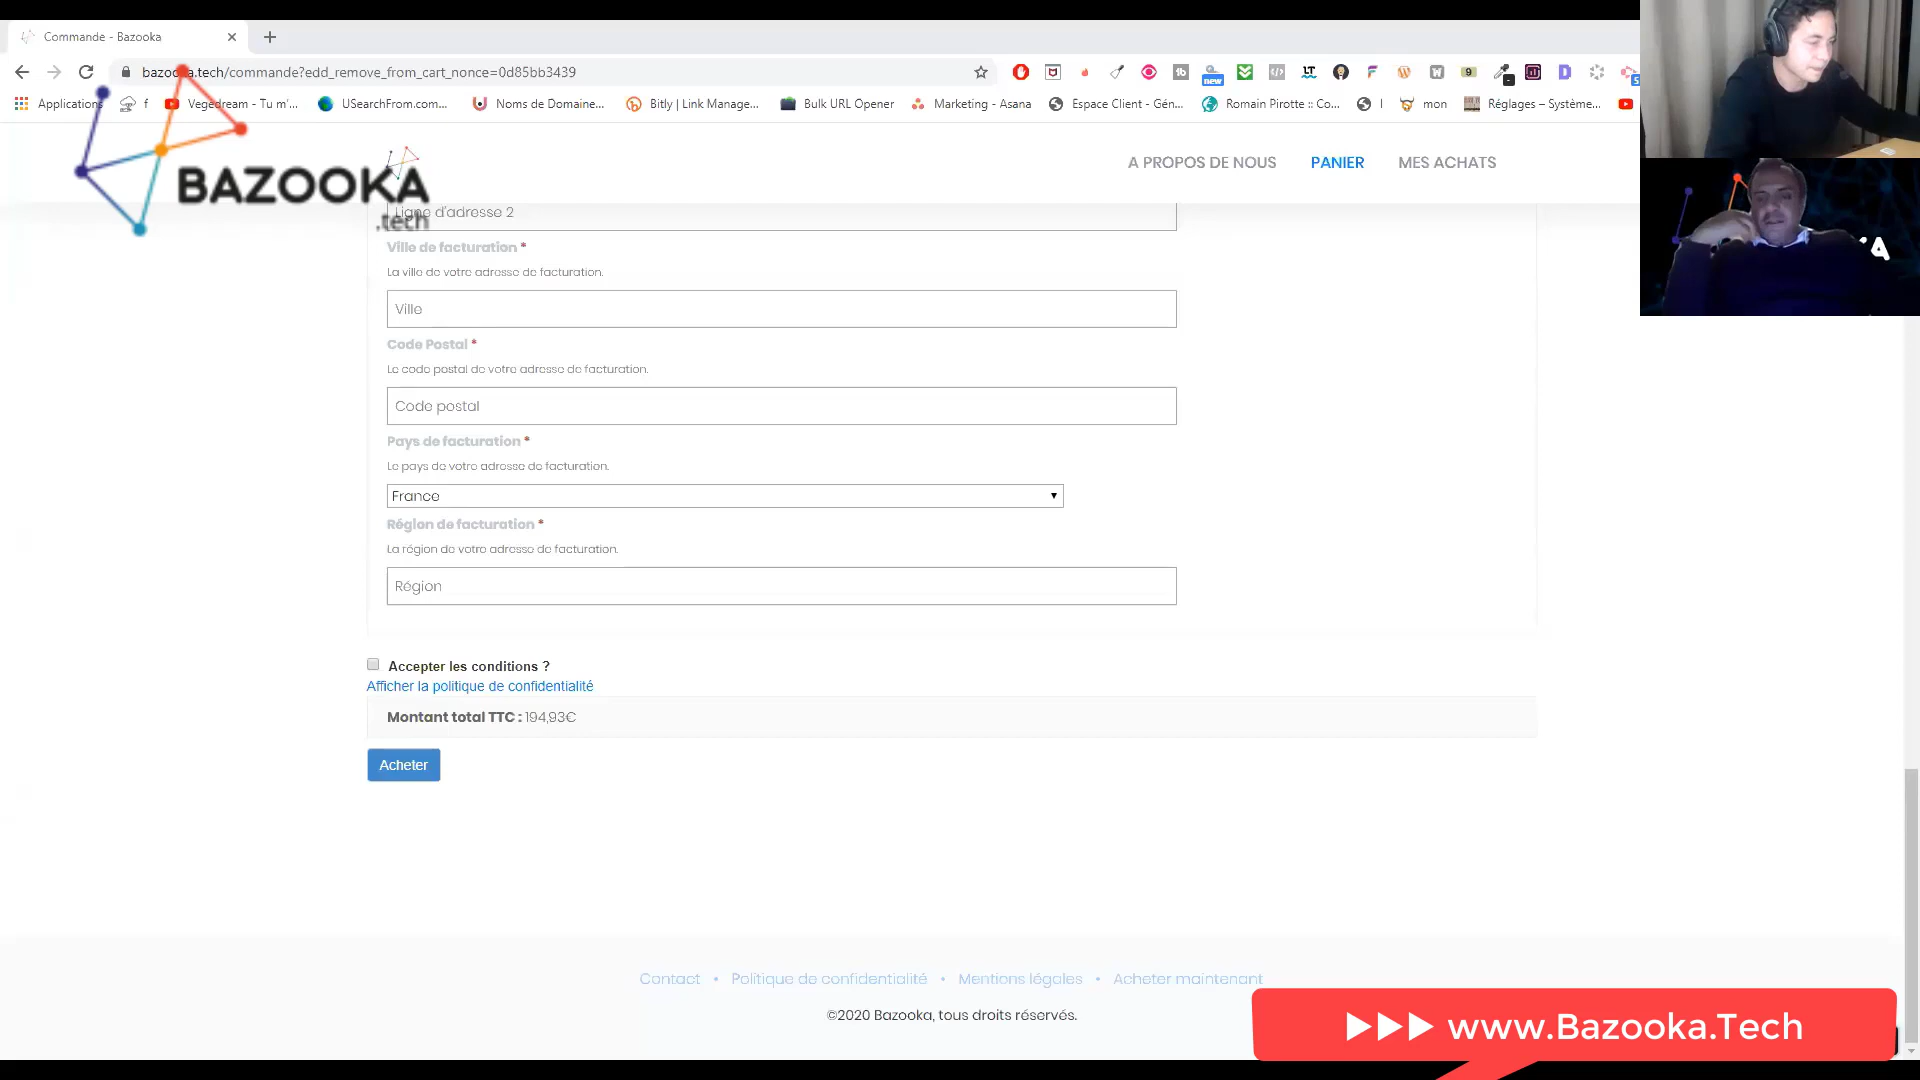 Commande - Bazooka
bazooka.tech/commande?edd_remove_from_cart_nonce=0d85bb3439
new
9
5
Applications
f
Vegedream - Tu m'...
USearchFrom.com...
Noms de Domaine...
Bitly | Link Manage...
Bulk URL Opener
Marketing - Asana
Espace Client - Gén...
Romain Pirotte :: Co...
I
mon
Réglages – Système...
BAZOOKA
.tech
A PROPOS DE NOUS
PANIER
MES ACHATS
Ligne d'adresse 2
Ville de facturation *
La ville de votre adresse de facturation.
Ville
Code Postal *
Le code postal de votre adresse de facturation.
Code postal
Pays de facturation *
Le pays de votre adresse de facturation.
France
Région de facturation *
La région de votre adresse de facturation.
Région
Accepter les conditions ?
Afficher la politique de confidentialité
Montant total TTC : 194,93€
Acheter
Contact • Politique de confidentialité • Mentions légales • Acheter maintenant
©2020 Bazooka, tous droits réservés.
www.Bazooka.Tech